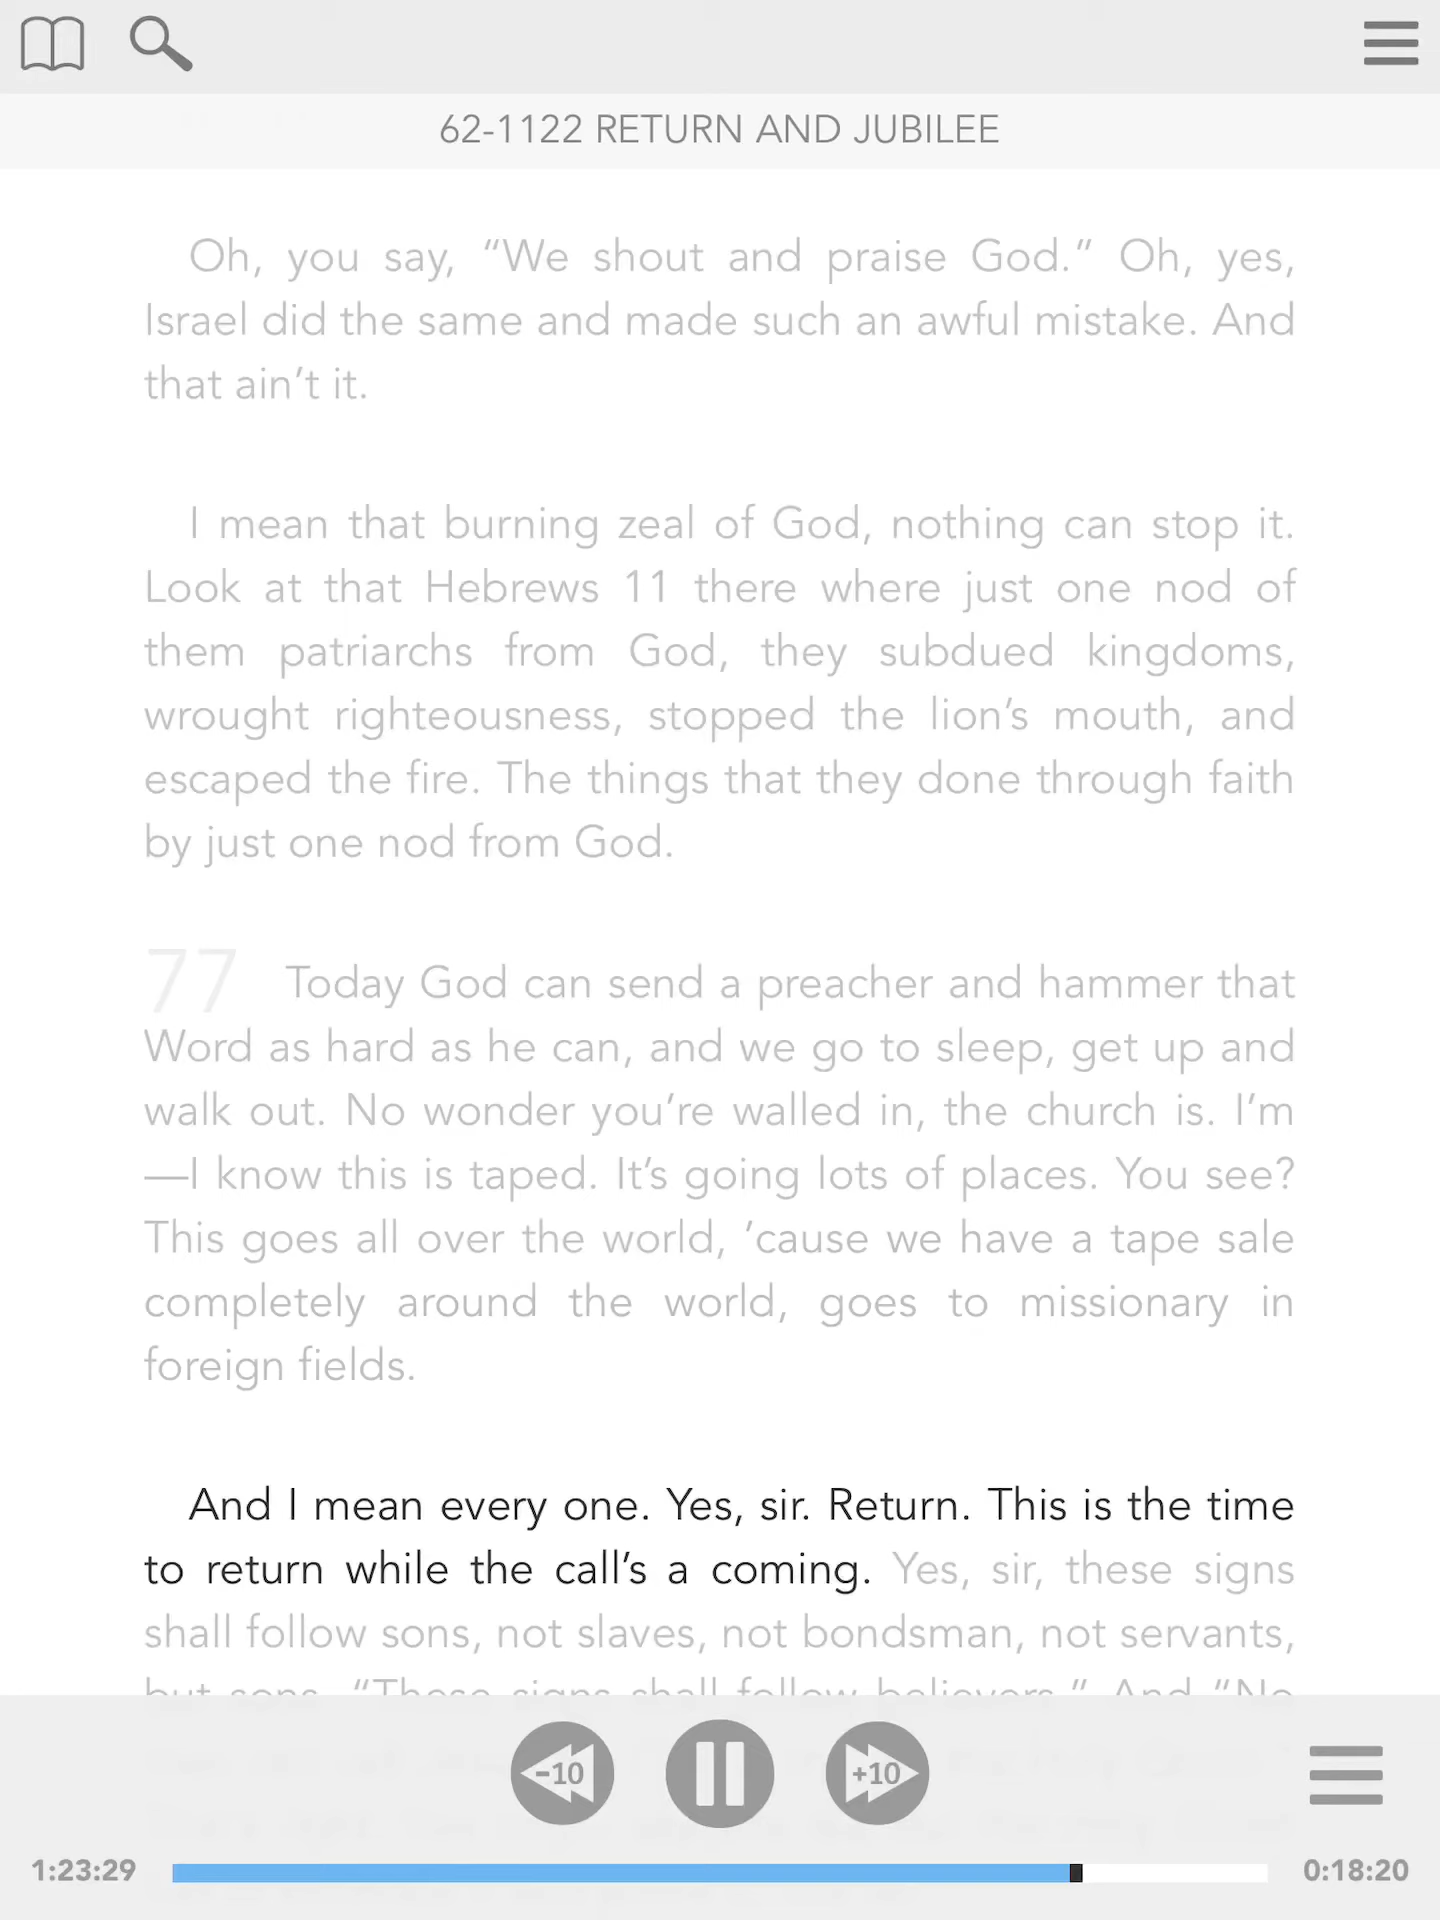 62-1122 RETURN AND JUBILEE
Oh, you say, “We shout and praise God.” Oh, yes,
Israel did the same and made such an awful mistake. And
that ain’t it.
I mean that burning zeal of God, nothing can stop it.
Look at that Hebrews 11 there where just one nod of
them patriarchs from God, they subdued kingdoms,
wrought righteousness, stopped the lion’s mouth, and
escaped the fire. The things that they done through faith
by just one nod from God.
77 Today God can send a preacher and hammer that
Word as hard as he can, and we go to sleep, get up and
walk out. No wonder you’re walled in, the church is. I’m
—I know this is taped. It’s going lots of places. You see?
This goes all over the world, ’cause we have a tape sale
completely around the world, goes to missionary in
foreign fields.
And I mean every one. Yes, sir. Return. This is the time
to return while the call’s a coming. Yes, sir, these signs
shall follow sons, not slaves, not bondsman, not servants,
but sons. “These signs shall follow believers.” And “No
-10 +10
1:23:29 0:18:20